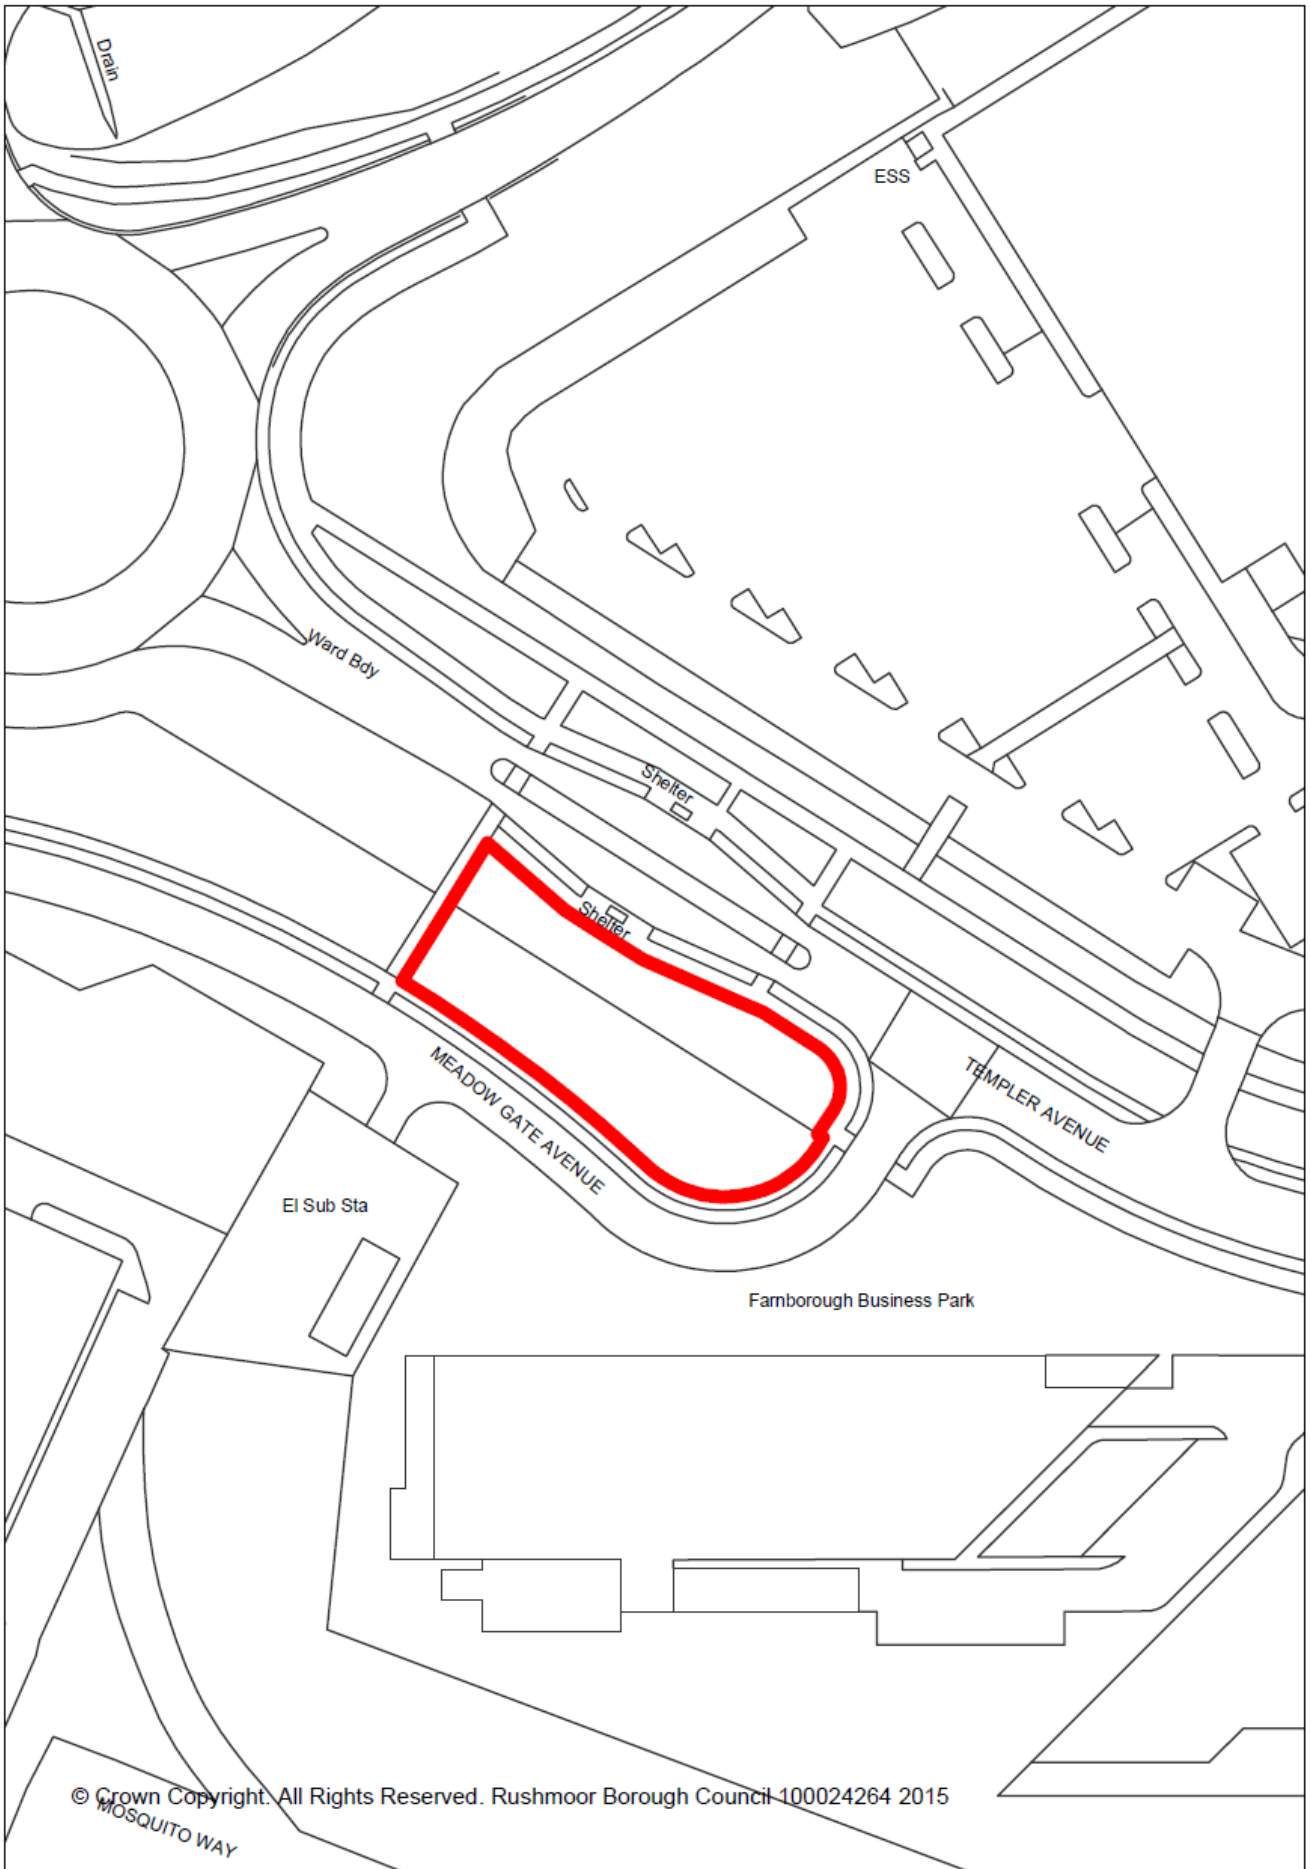 Drain
ESS
Ward Bdy
Shelter
Shelter
MEADOW GATE AVENUE
TEMPLER AVENUE
El Sub Sta
Farnborough Business Park
© Crown Copyright. All Rights Reserved. Rushmoor Borough Council 100024264 2015
MOSQUITO WAY